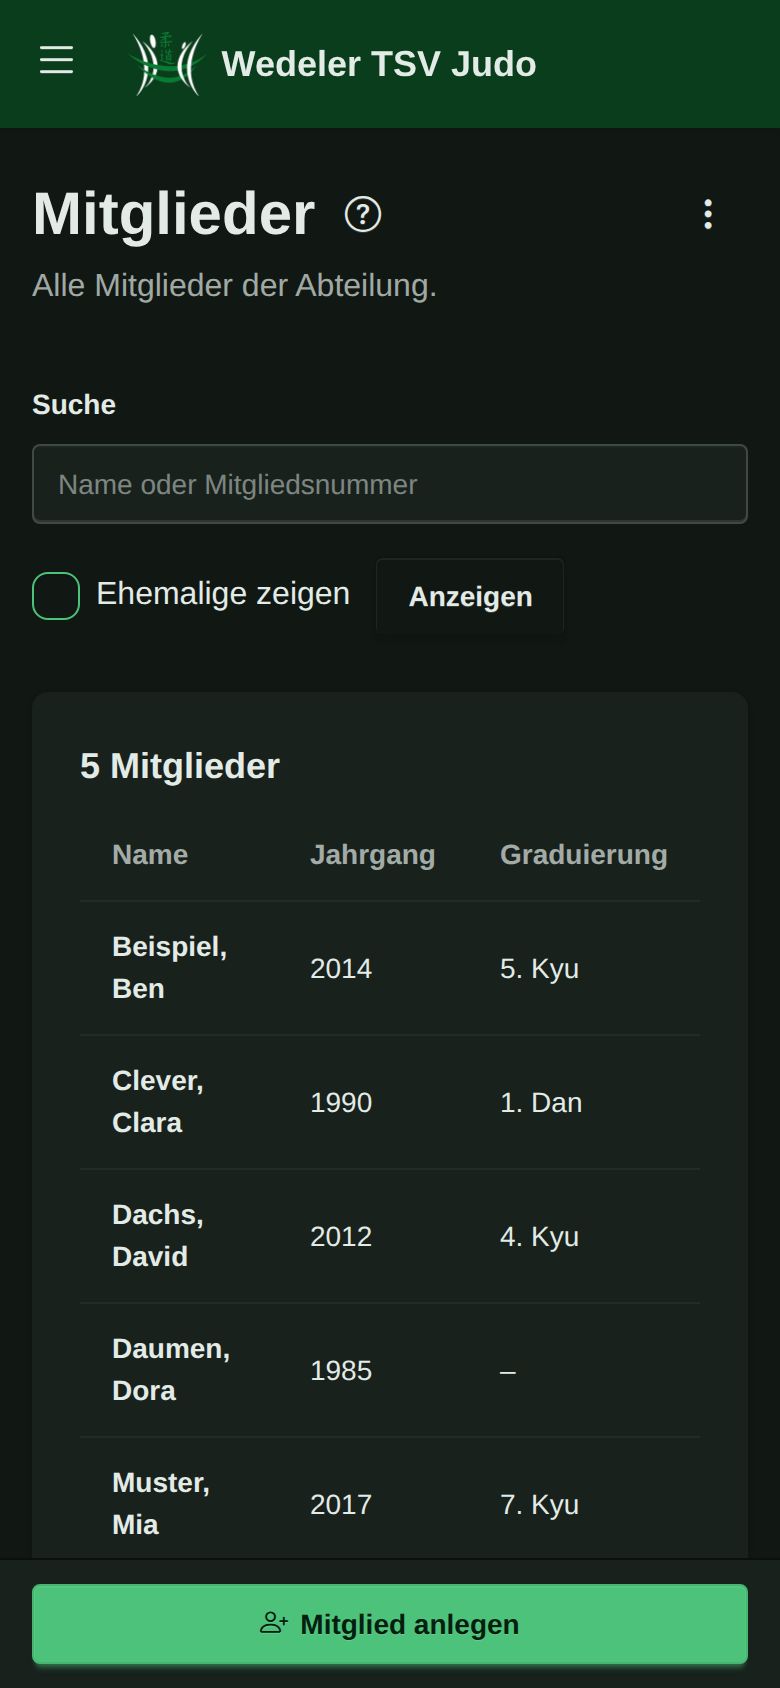 柔道
Wedeler TSV Judo
Mitglieder ?
Alle Mitglieder der Abteilung.
Suche
Name oder Mitgliedsnummer
Ehemalige zeigen Anzeigen
5 Mitglieder
Name Jahrgang Graduierung
Beispiel,
Ben 2014 5. Kyu
Clever,
Clara 1990 1. Dan
Dachs,
David 2012 4. Kyu
Daumen,
Dora 1985 –
Muster,
Mia 2017 7. Kyu
Mitglied anlegen